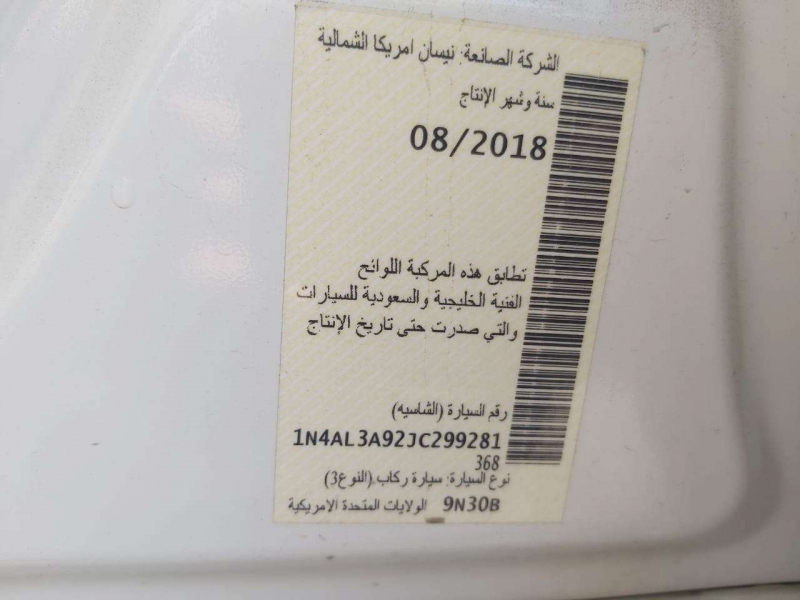 الشركة الصانعة: نيسان امريكا الشمالية
سنة وشهر الإنتاج
08/2018
تطابق هذه المركبة اللوائح
الفنية الخليجية والسعودية للسيارات
والتي صدرت حتى تاريخ الإنتاج
رقم السيارة (الشاسيه)
1N4AL3A92JC299281
368
نوع السيارة: سيارة ركاب (النوع3)
9N30B الولايات المتحدة الامريكية